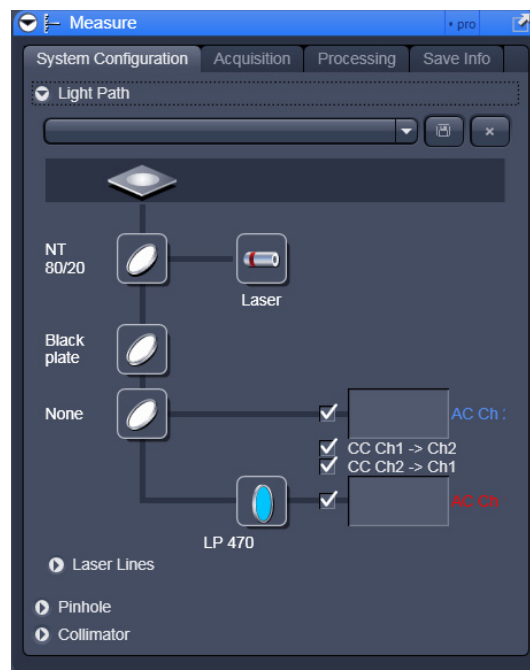 Measure
• pro
System Configuration
Acquisition
Processing
Save Info
Light Path
NT
80/20
Laser
Black
plate
None
AC Ch
CC Ch1 -> Ch2
CC Ch2 -> Ch1
AC Ch
LP 470
Laser Lines
Pinhole
Collimator